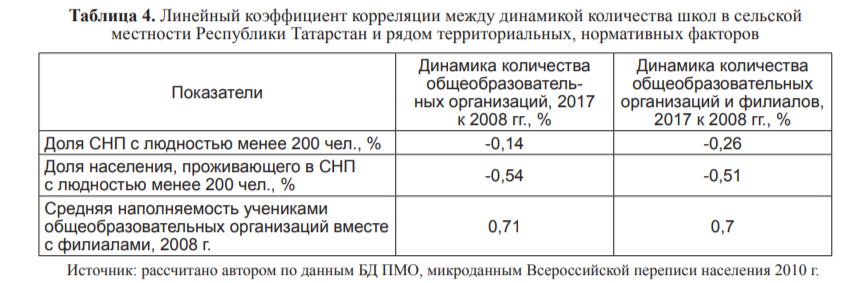 Таблица 4. Линейный коэффициент корреляции между динамикой количества школ в сельской
местности Республики Татарстан и рядом территориальных, нормативных факторов
Показатели
Динамика количества
общеобразователь-
ных организаций, 2017
к 2008 гг., %
Динамика количества
общеобразовательных
организаций и филиалов,
2017 к 2008 гг., %
Доля СНП с людностью менее 200 чел., %
-0,14
-0,26
Доля населения, проживающего в СНП
с людностью менее 200 чел., %
-0,54
-0,51
Средняя наполняемость учениками
общеобразовательных организаций вместе
с филиалами, 2008 г.
0,71
0,7
Источник: рассчитано автором по данным БД ПМО, микроданным Всероссийской переписи населения 2010 г.